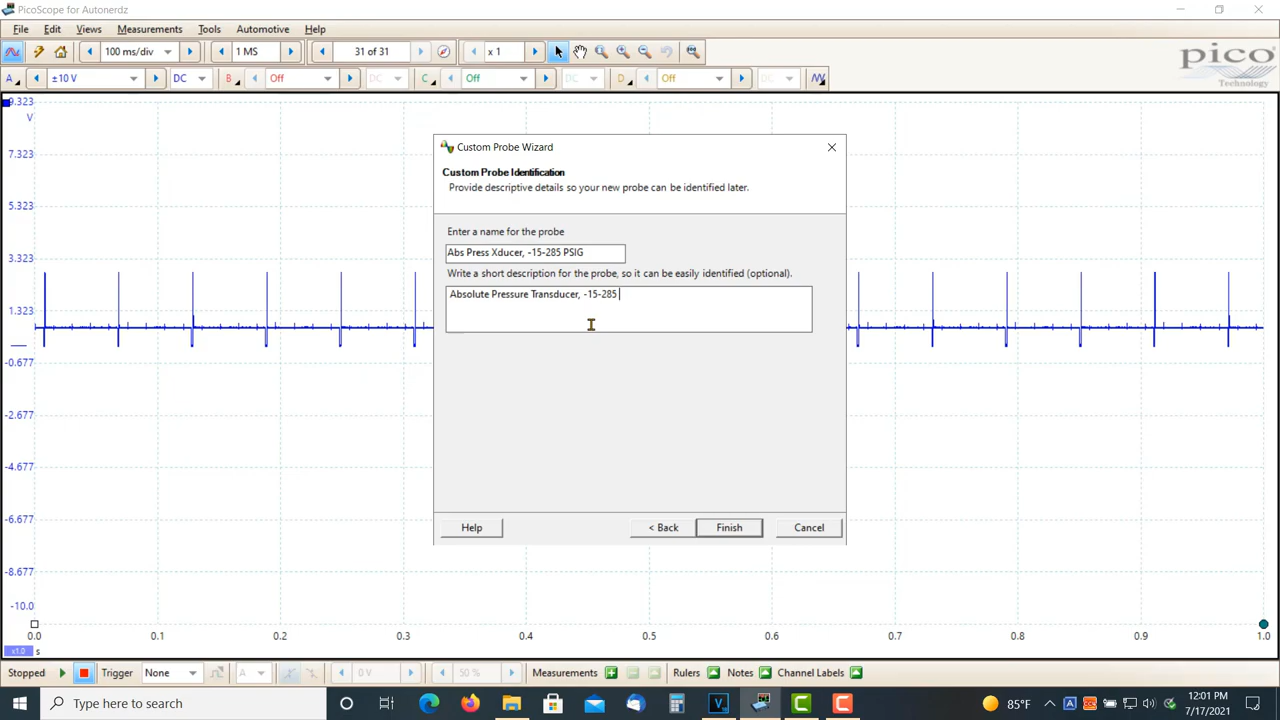 PicoScope for Autonerdz
File Edit Views Measurements Tools Automotive Help
100 ms/div 1 MS 31 of 31 x 1
pico
Technology
A ±10 V DC B Off DC C Off DC D Off DC
9.323
V
7.323
5.323
3.323
1.323
-0.677
-2.677
-4.677
-6.677
-8.677
-10.0
Custom Probe Wizard
Custom Probe Identification
Provide descriptive details so your new probe can be identified later.
Enter a name for the probe
Abs Press Xducer, -15-285 PSIG
Write a short description for the probe, so it can be easily identified (optional).
Absolute Pressure Transducer, -15-285
Help < Back Finish Cancel
0.0 0.1 0.2 0.3 0.4 0.5 0.6 0.7 0.8 0.9 1.0
x1.0 s
Stopped Trigger None A 0 V 50 % Measurements Rulers Notes Channel Labels
Type here to search
85°F
12:01 PM
7/17/2021